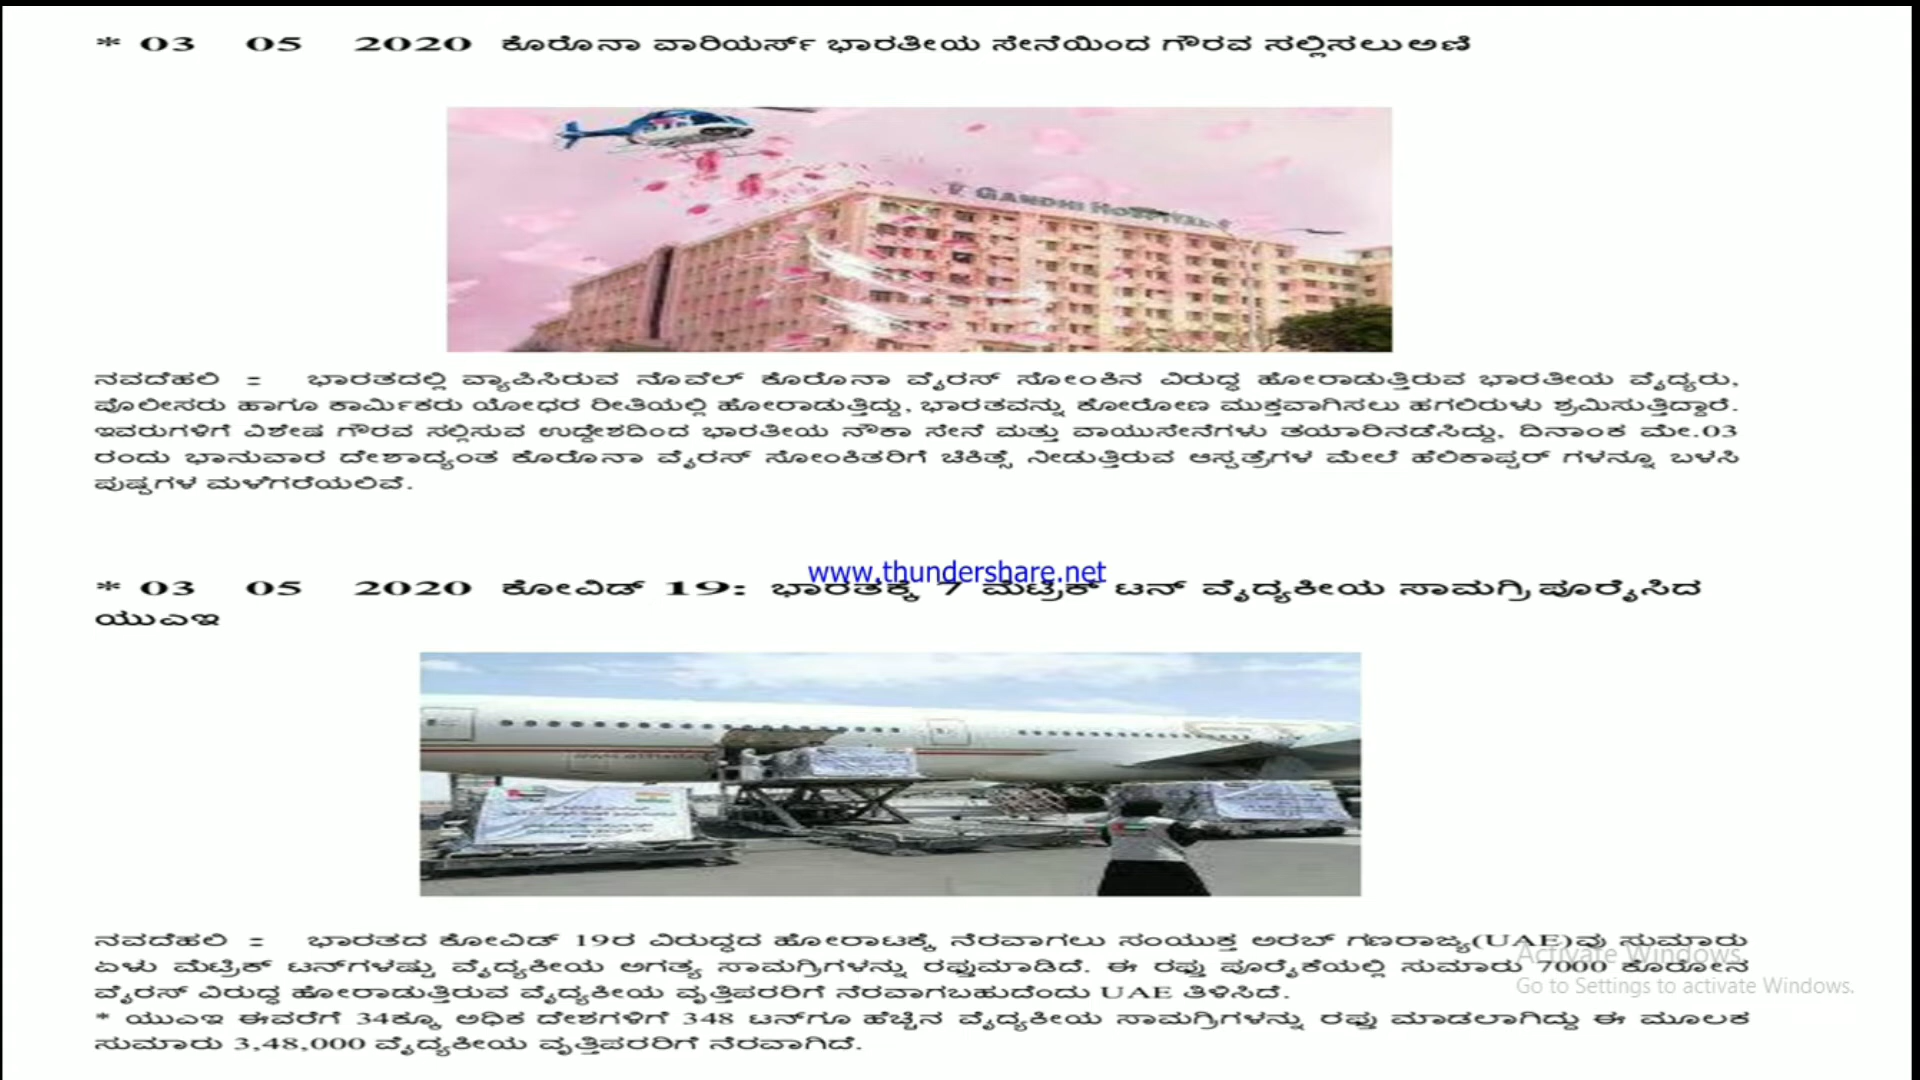 * 03 05 2020 ಕೊರೊನಾ ವಾರಿಯರ್ಸ್ ಭಾರತೀಯ ಸೇನೆಯಿಂದ ಗೌರವ ಸಲ್ಲಿಸಲು ಅಣಿ
GANDHI HOSPITAL
ನವದೆಹಲಿ : ಭಾರತದಲ್ಲಿ ವ್ಯಾಪಿಸಿರುವ ನೊವೆಲ್ ಕೊರೊನಾ ವೈರಸ್ ಸೋಂಕಿನ ವಿರುದ್ಧ ಹೋರಾಡುತ್ತಿರುವ ಭಾರತೀಯ ವೈದ್ಯರು,
ಪೊಲೀಸರು ಹಾಗೂ ಕಾರ್ಮಿಕರು ಯೋಧರ ರೀತಿಯಲ್ಲಿ ಹೋರಾಡುತ್ತಿದ್ದು, ಭಾರತವನ್ನು ಕೋರೋಣ ಮುಕ್ತವಾಗಿಸಲು ಹಗಲಿರುಳು ಶ್ರಮಿಸುತ್ತಿದ್ದಾರೆ.
ಇವರುಗಳಿಗೆ ವಿಶೇಷ ಗೌರವ ಸಲ್ಲಿಸುವ ಉದ್ದೇಶದಿಂದ ಭಾರತೀಯ ನೌಕಾ ಸೇನೆ ಮತ್ತು ವಾಯುಸೇನೆಗಳು ತಯಾರಿನಡೆಸಿದ್ದು, ದಿನಾಂಕ ಮೇ.03
ರಂದು ಭಾನುವಾರ ದೇಶಾದ್ಯಂತ ಕೊರೊನಾ ವೈರಸ್ ಸೋಂಕಿತರಿಗೆ ಚಿಕಿತ್ಸೆ ನೀಡುತ್ತಿರುವ ಆಸ್ಪತ್ರೆಗಳ ಮೇಲೆ ಹೆಲಿಕಾಪ್ಟರ್ ಗಳನ್ನೂ ಬಳಸಿ
ಪುಷ್ಪಗಳ ಮಳೆಗರೆಯಲಿವೆ.
www.thundershare.net
* 03 05 2020 ಕೋವಿಡ್ 19: ಭಾರತಕ್ಕೆ 7 ಮೆಟ್ರಿಕ್ ಟನ್ ವೈದ್ಯಕೀಯ ಸಾಮಗ್ರಿ ಪೂರೈಸಿದ
ಯುಎಇ
ನವದೆಹಲಿ : ಭಾರತದ ಕೋವಿಡ್ 19ರ ವಿರುದ್ಧದ ಹೋರಾಟಕ್ಕೆ ನೆರವಾಗಲು ಸಂಯುಕ್ತ ಅರಬ್ ಗಣರಾಜ್ಯ(UAE)ವು ಸುಮಾರು
ಏಳು ಮೆಟ್ರಿಕ್ ಟನ್‌ಗಳಷ್ಟು ವೈದ್ಯಕೀಯ ಅಗತ್ಯ ಸಾಮಗ್ರಿಗಳನ್ನು ರಫ್ತುಮಾಡಿದೆ. ಈ ರಫ್ತು ಪೂರೈಕೆಯಲ್ಲಿ ಸುಮಾರು 7000 ಕೊರೋನ
ವೈರಸ್ ವಿರುದ್ಧ ಹೋರಾಡುತ್ತಿರುವ ವೈದ್ಯಕೀಯ ವೃತ್ತಿಪರರಿಗೆ ನೆರವಾಗಬಹುದೆಂದು UAE ತಿಳಿಸಿದೆ.
* ಯುಎಇ ಈವರೆಗೆ 34ಕ್ಕೂ ಅಧಿಕ ದೇಶಗಳಿಗೆ 348 ಟನ್‌ಗೂ ಹೆಚ್ಚಿನ ವೈದ್ಯಕೀಯ ಸಾಮಗ್ರಿಗಳನ್ನು ರಫ್ತು ಮಾಡಲಾಗಿದ್ದು ಈ ಮೂಲಕ
ಸುಮಾರು 3,48,000 ವೈದ್ಯಕೀಯ ವೃತ್ತಿಪರರಿಗೆ ನೆರವಾಗಿದೆ.
Activate Windows
Go to Settings to activate Windows.